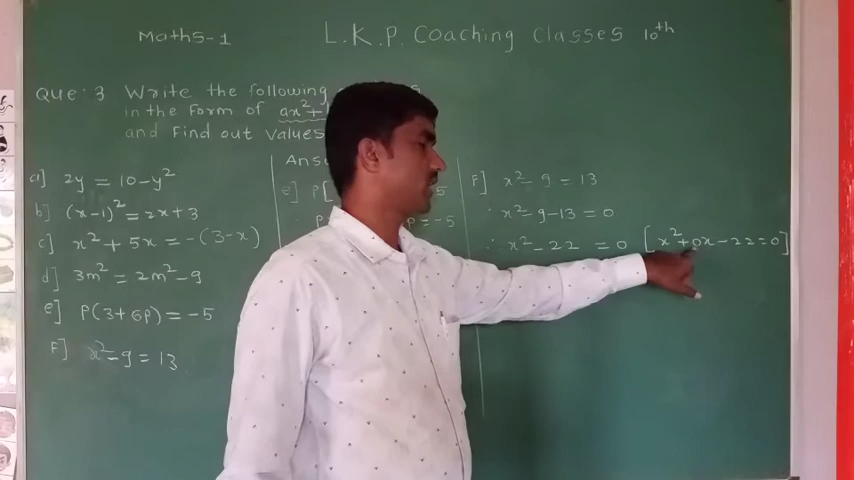 Maths-1 L.K.P. Coaching Classes 10th
Que:3 Write the following
in the form of ax²+
and Find out values
a] 2y = 10-y²
b] (x-1)² = 2x+3
c] x² + 5x = -(3-x)
d] 3m² = 2m² - 9
e] P(3+6P) = -5
F] x² - 9 = 13
Ans
e] P[ 5
∴ P = -5
F] x² - 9 = 13
∴ x² - 9 - 13 = 0
∴ x² - 22 = 0 [x² + 0x - 22 = 0]